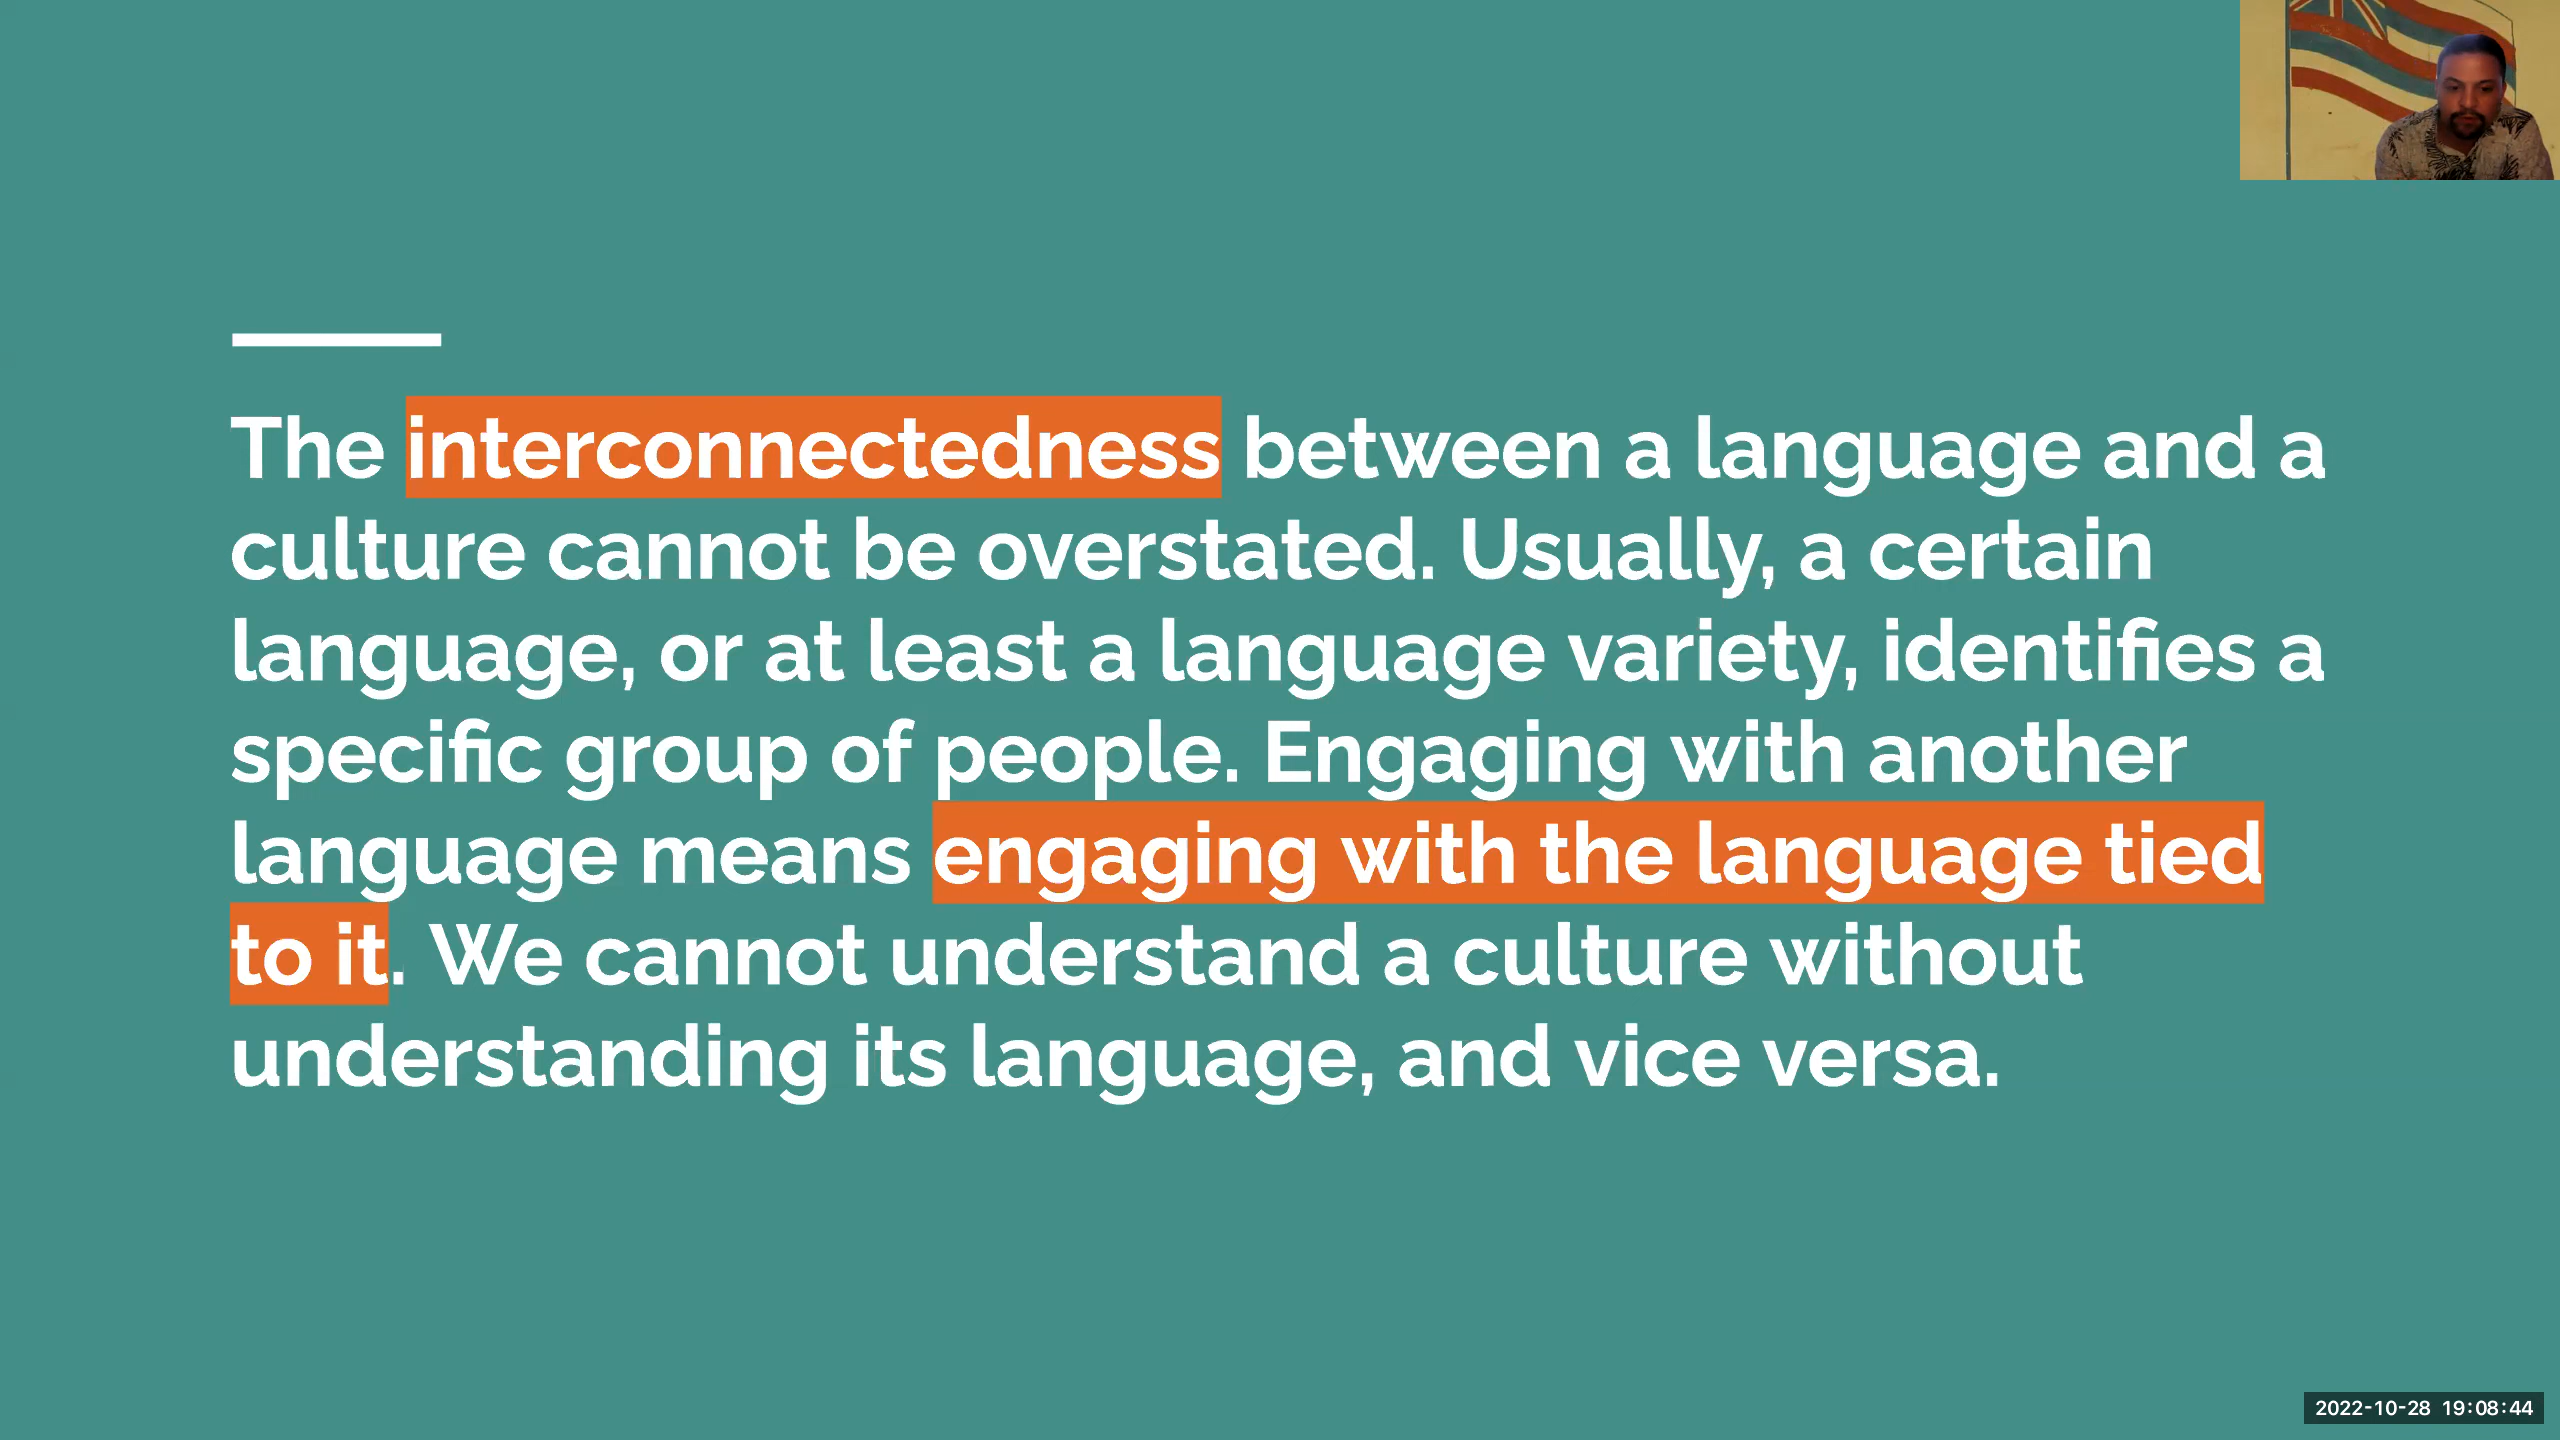 The interconnectedness between a language and a
culture cannot be overstated. Usually, a certain
language, or at least a language variety, identifies a
specific group of people. Engaging with another
language means engaging with the language tied
to it. We cannot understand a culture without
understanding its language, and vice versa.
2022-10-28 19:08:44